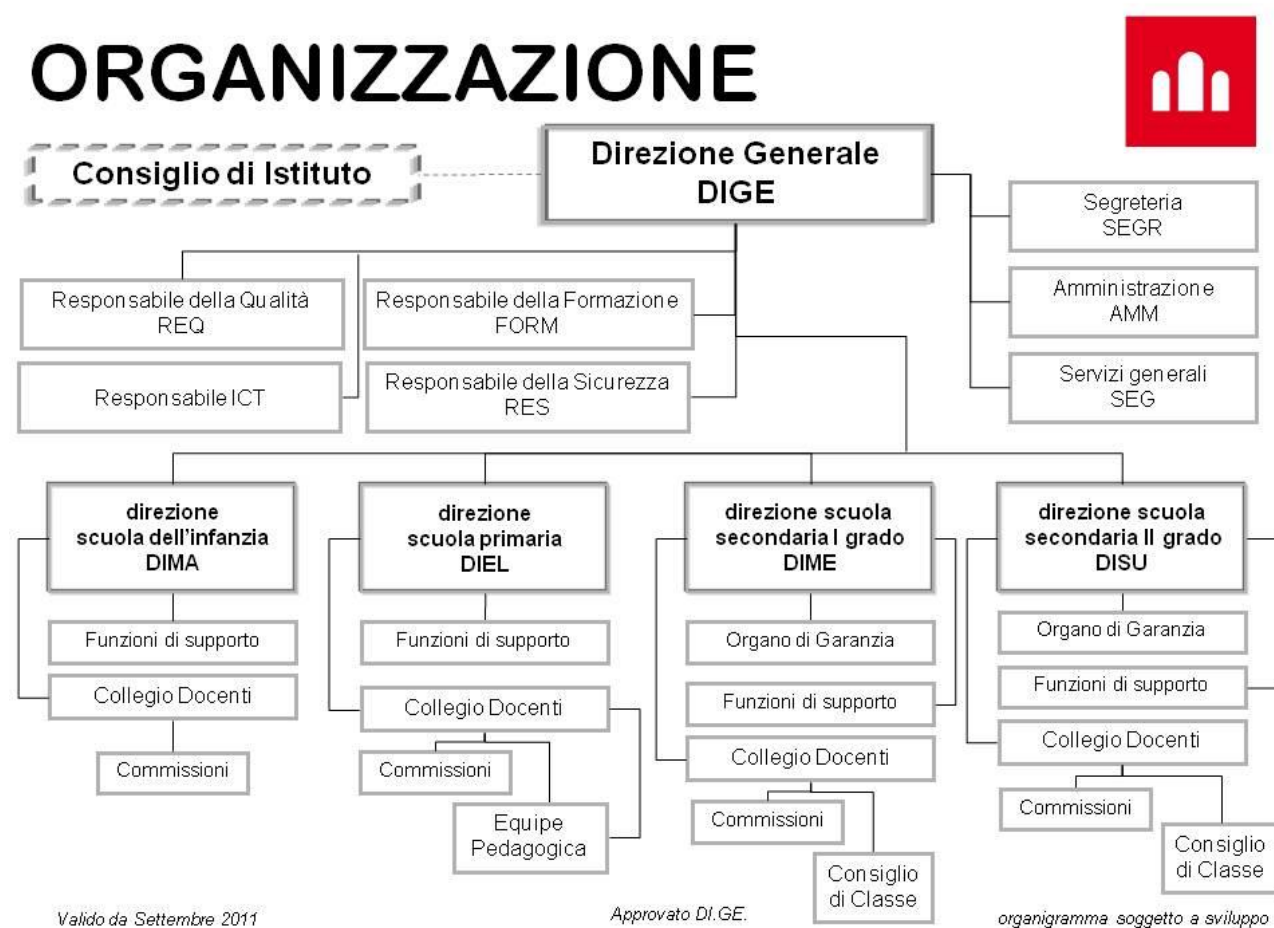 ORGANIZZAZIONE
Consiglio di Istituto
Direzione Generale
DIGE
Segreteria
SEGR
Amministrazione
AMM
Servizi generali
SEG
Responsabile della Qualità
REQ
Responsabile della Formazione
FORM
Responsabile ICT
Responsabile della Sicurezza
RES
direzione
scuola dell'infanzia
DIMA
Funzioni di supporto
Collegio Docenti
Commissioni
direzione
scuola primaria
DIEL
Funzioni di supporto
Collegio Docenti
Commissioni
Equipe
Pedagogica
direzione scuola
secondaria I grado
DIME
Organo di Garanzia
Funzioni di supporto
Collegio Docenti
Commissioni
Consiglio
di Classe
direzione scuola
secondaria II grado
DISU
Organo di Garanzia
Funzioni di supporto
Collegio Docenti
Commissioni
Consiglio
di Classe
Valido da Settembre 2011
Approvato DI.GE.
organigramma soggetto a sviluppo